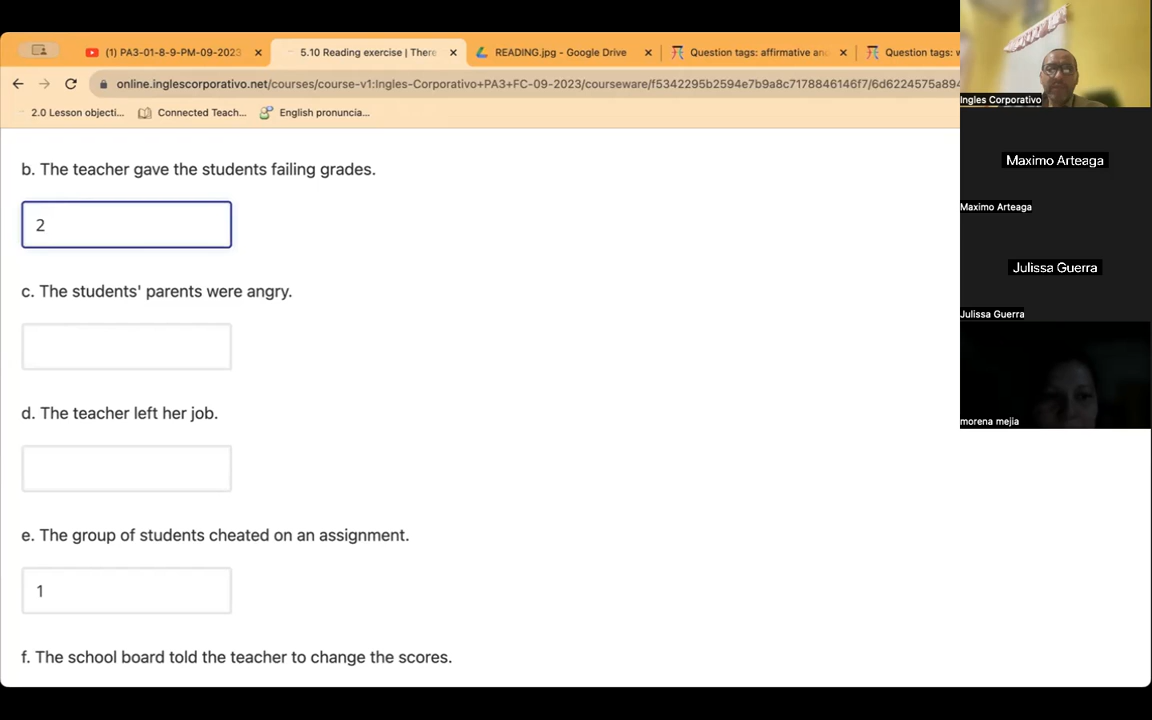 (1) PA3-01-8-9-PM-09-2023
5.10 Reading exercise | There
READING.jpg - Google Drive
Question tags: affirmative an
Question tags: w
online.inglescorporativo.net/courses/course-v1:Ingles-Corporativo+PA3+FC-09-2023/courseware/f5342295b2594e7b9a8c7178846146f7/6d6224575a894
2.0 Lesson objecti...
Connected Teach...
English pronuncia...
b. The teacher gave the students failing grades.
2
c. The students' parents were angry.
d. The teacher left her job.
e. The group of students cheated on an assignment.
1
f. The school board told the teacher to change the scores.
Ingles Corporativo
Maximo Arteaga
Maximo Arteaga
Julissa Guerra
Julissa Guerra
morena mejia